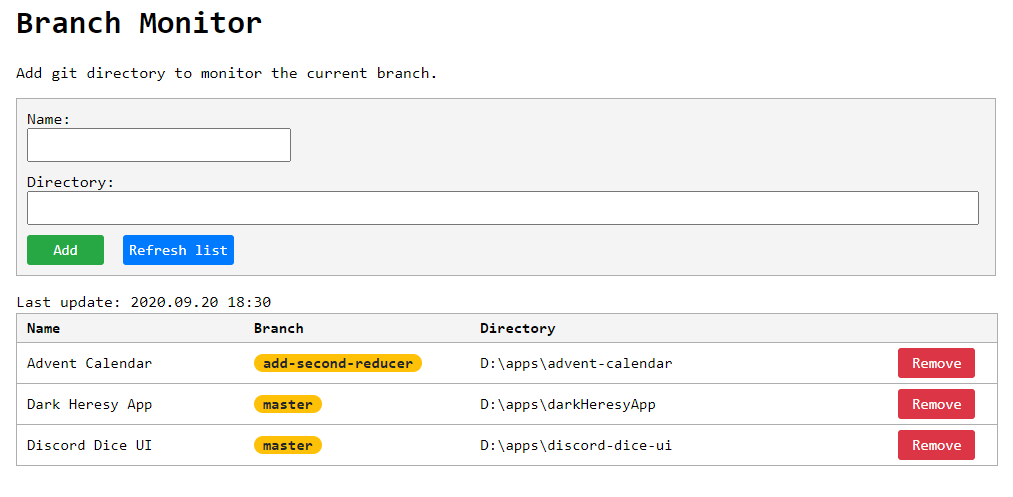 Branch Monitor
Add git directory to monitor the current branch.
Name:
Directory:
Add Refresh list
Last update: 2020.09.20 18:30
Name Branch Directory
Advent Calendar add-second-reducer D:\apps\advent-calendar Remove
Dark Heresy App master D:\apps\darkHeresyApp Remove
Discord Dice UI master D:\apps\discord-dice-ui Remove